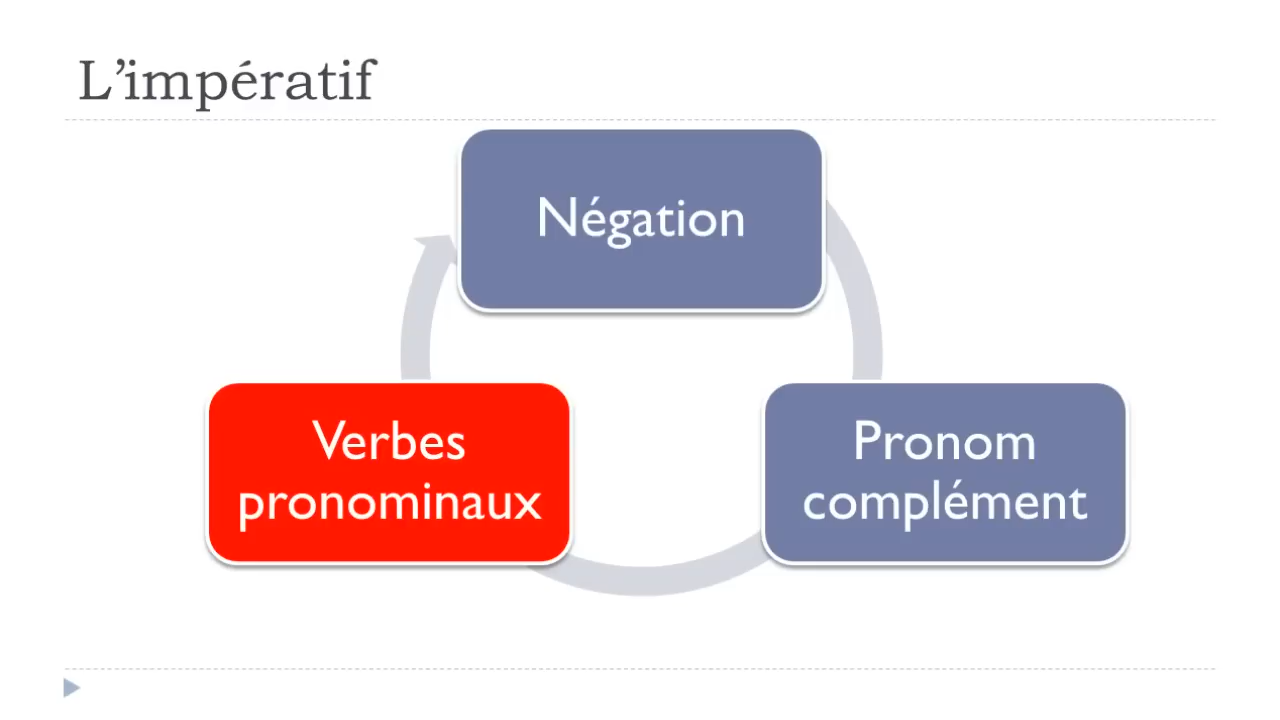 L’impératif
Négation
Verbes
pronominaux
Pronom
complément